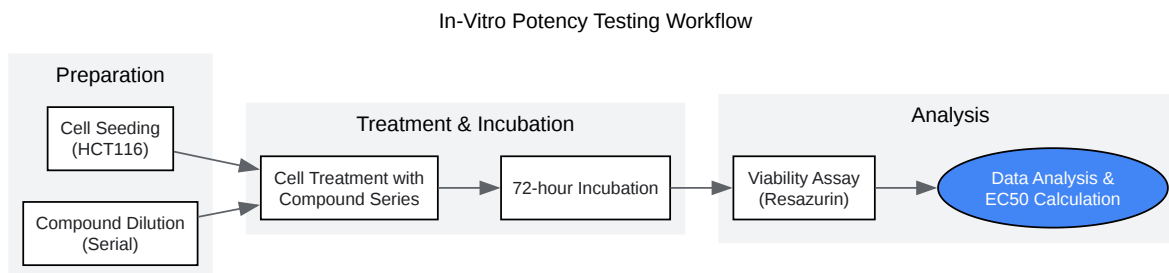 In-Vitro Potency Testing Workflow
Preparation
Cell Seeding
(HCT116)
Compound Dilution
(Serial)
Treatment & Incubation
Cell Treatment with
Compound Series
72-hour Incubation
Analysis
Viability Assay
(Resazurin)
Data Analysis &
EC50 Calculation